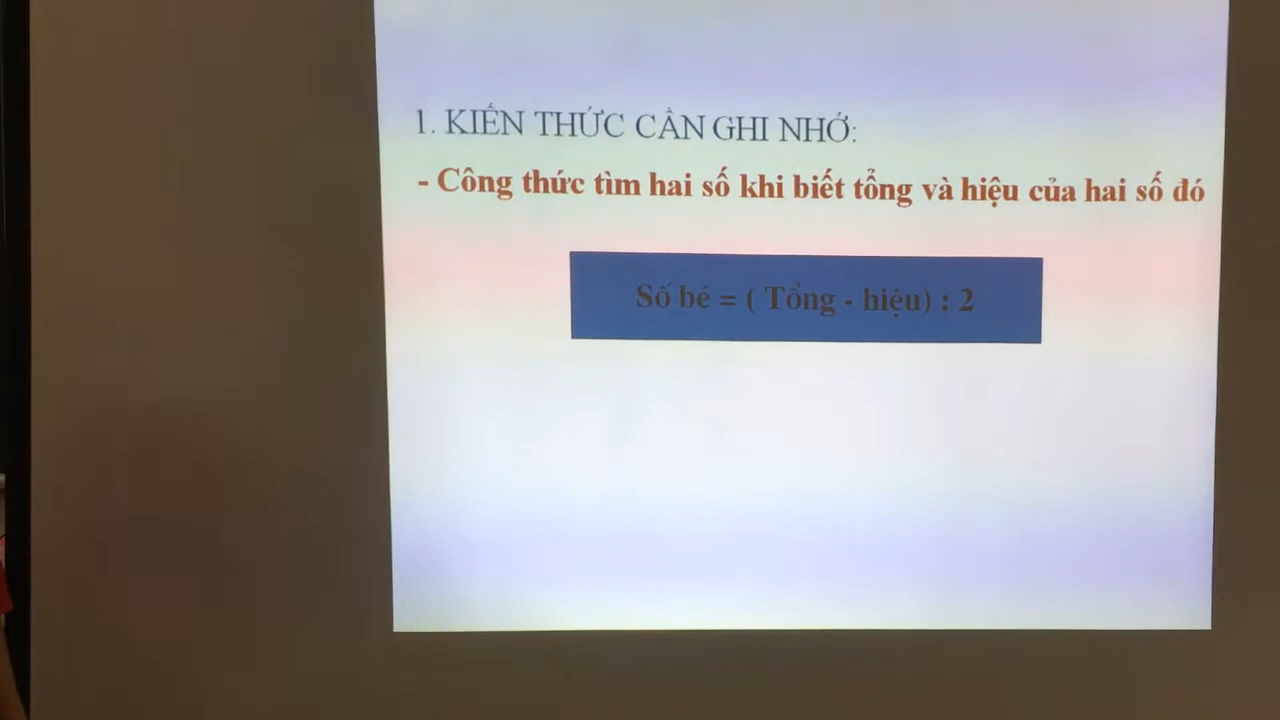 1. KIẾN THỨC CẦN GHI NHỚ:
- Công thức tìm hai số khi biết tổng và hiệu của hai số đó
Số bé = ( Tổng - hiệu) : 2